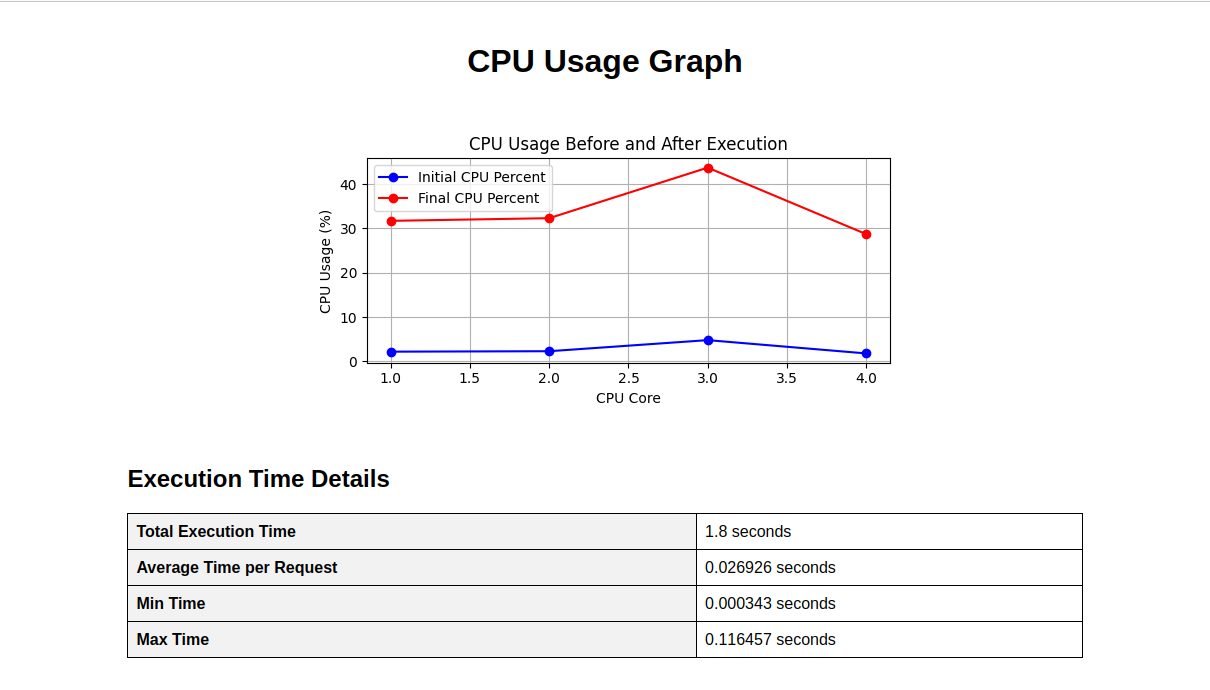 CPU Usage Graph
CPU Usage Before and After Execution
Initial CPU Percent
Final CPU Percent
40
30
20
10
0
CPU Usage (%)
1.0 1.5 2.0 2.5 3.0 3.5 4.0
CPU Core
Execution Time Details
Total Execution Time 1.8 seconds
Average Time per Request 0.026926 seconds
Min Time 0.000343 seconds
Max Time 0.116457 seconds